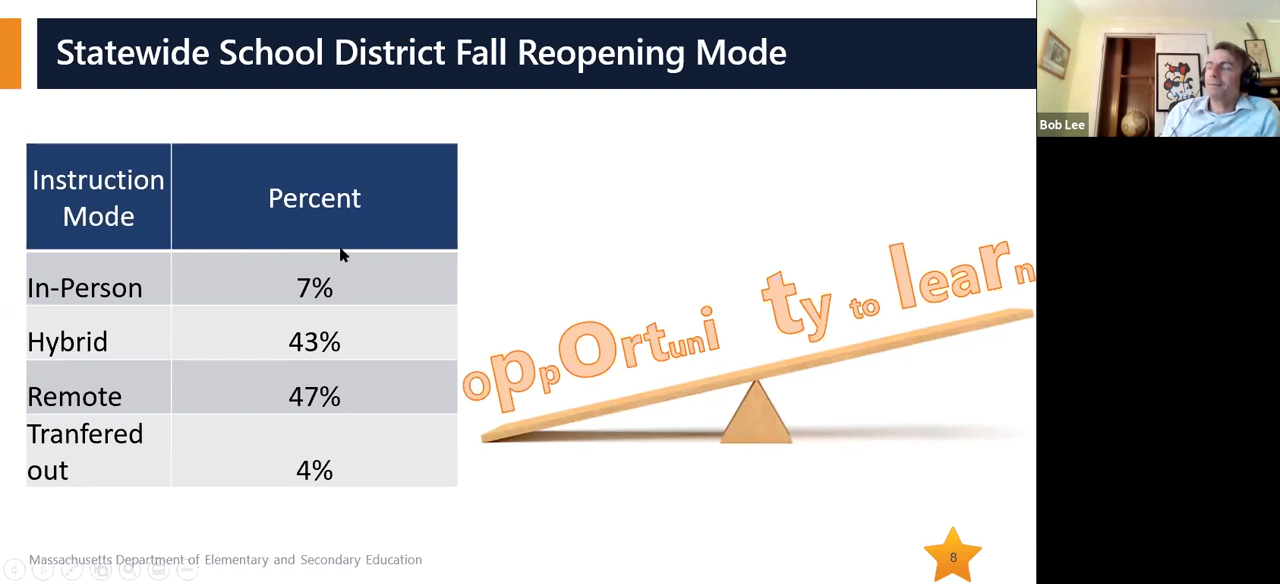 Statewide School District Fall Reopening Mode
Bob Lee
Instruction
Mode
Percent
In-Person
7%
Hybrid
43%
Remote
47%
Tranfered
out
4%
opportuni ty to learn
Massachusetts Department of Elementary and Secondary Education
8